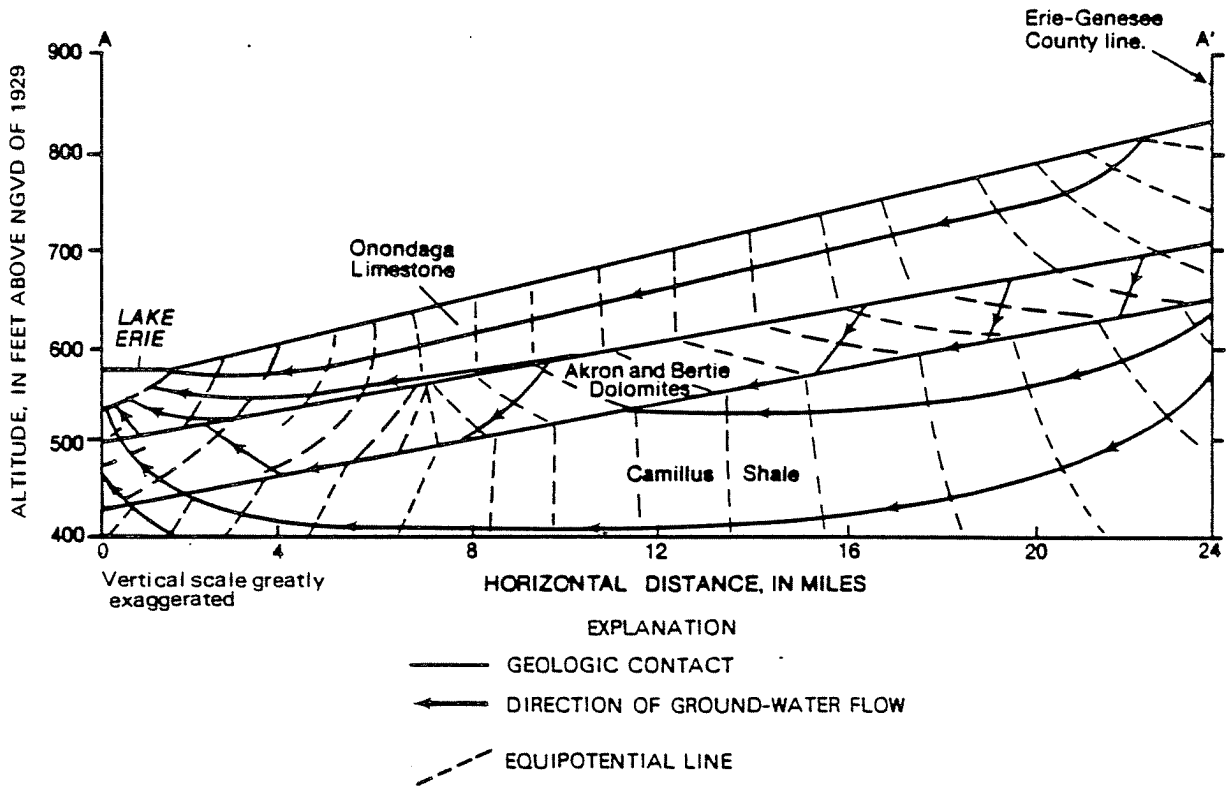 Erie-Genesee
County line.
A
A'
ALTITUDE, IN FEET ABOVE NGVD OF 1929
900
800
700
600
500
400
Onondaga
Limestone
LAKE
ERIE
Akron and Bertie
Dolomites
Camillus Shale
0 4 8 12 16 20 24
Vertical scale greatly
exaggerated
HORIZONTAL DISTANCE, IN MILES
EXPLANATION
GEOLOGIC CONTACT
DIRECTION OF GROUND-WATER FLOW
EQUIPOTENTIAL LINE